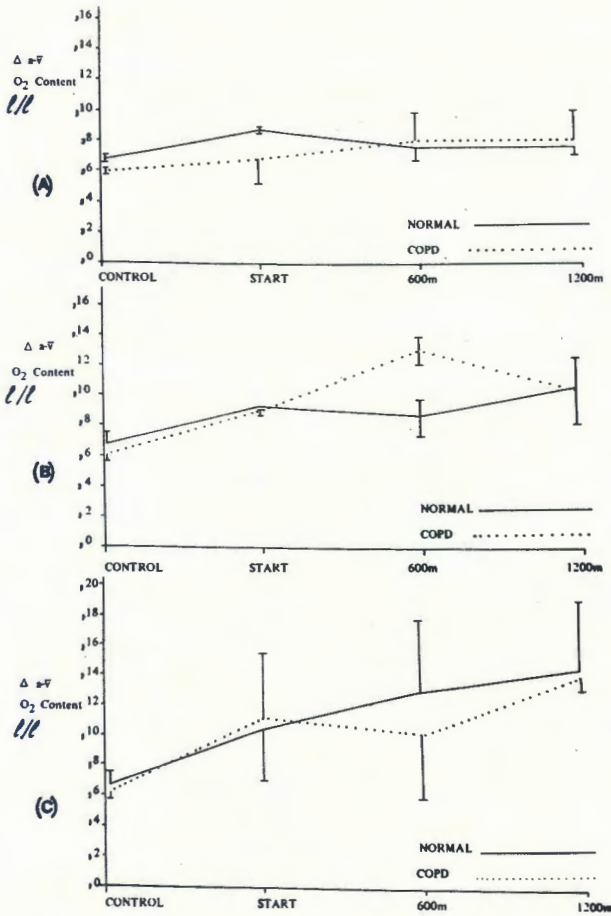 ,16
,14
,12
,10
,8
,6
,4
,2
,0
Δ a-v̄
O₂ Content
l/l
(A)
NORMAL
COPD
CONTROL START 600m 1200m
,16
,14
,12
,10
,8
,6
,4
,2
,0
Δ a-v̄
O₂ Content
l/l
(B)
NORMAL
COPD
CONTROL START 600m 1200m
,20
,18
,16
,14
,12
,10
,8
,6
,4
,2
,0
Δ a-v̄
O₂ Content
l/l
(C)
NORMAL
COPD
CONTROL START 600m 1200m